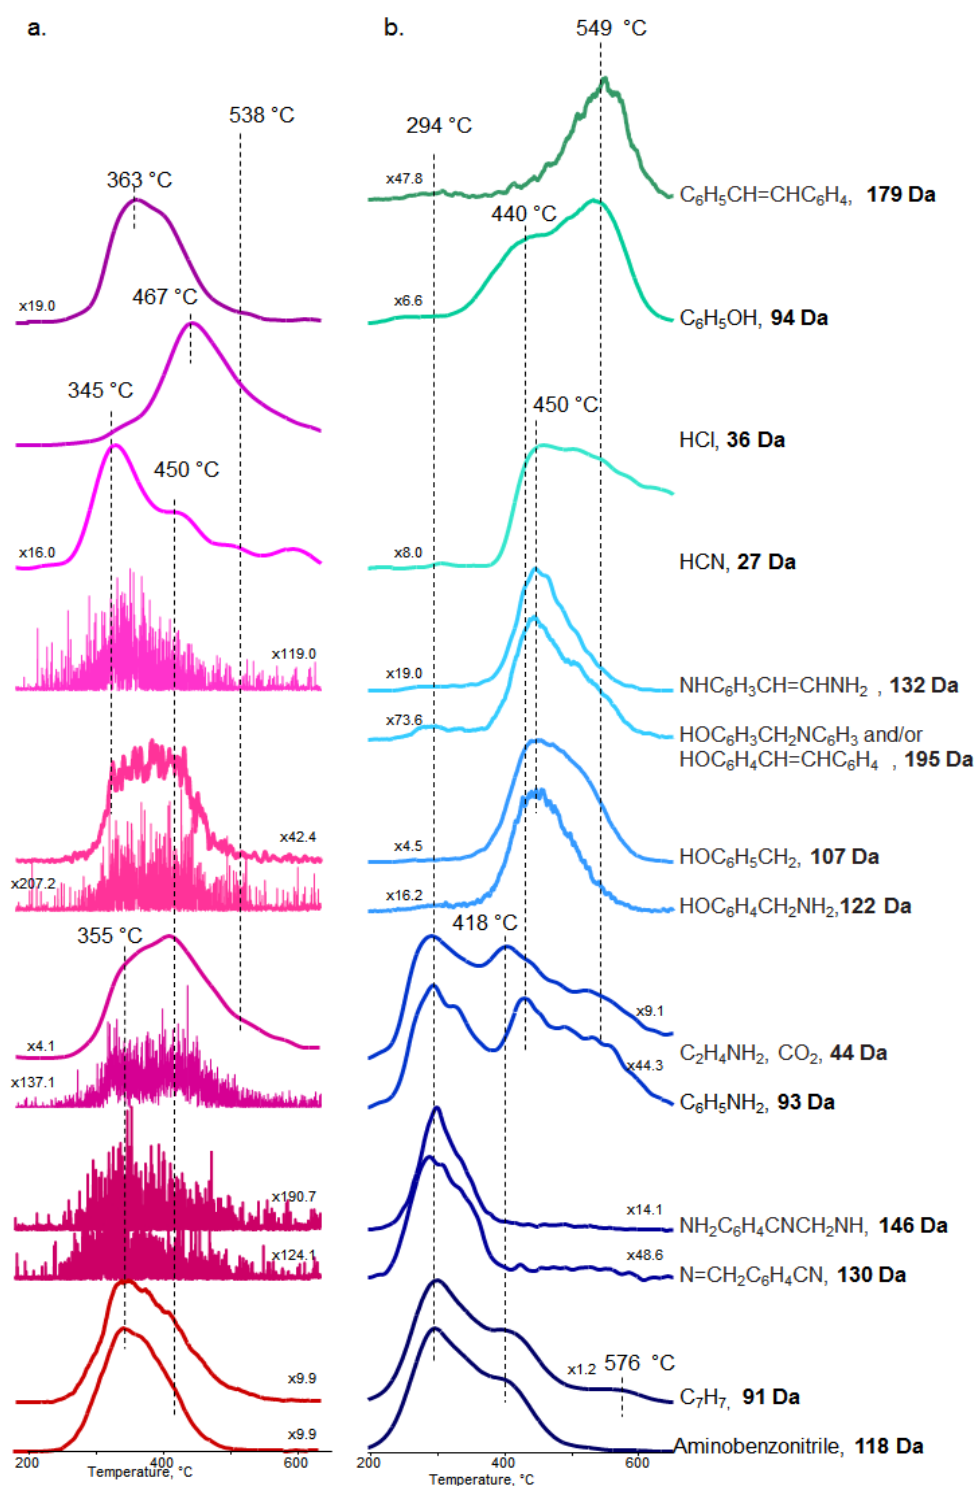 a.
b.
549 °C
538 °C
294 °C
363 °C
x47.8
C₆H₅CH=CHC₆H₄, 179 Da
440 °C
467 °C
x19.0
x6.6
C₆H₅OH, 94 Da
345 °C
450 °C
HCl, 36 Da
450 °C
x16.0
x8.0
HCN, 27 Da
x119.0
x19.0
NHC₆H₃CH=CHNH₂ , 132 Da
x73.6
HOC₆H₃CH₂NC₆H₃ and/or
HOC₆H₄CH=CHC₆H₄ , 195 Da
x42.4
x4.5
HOC₆H₅CH₂, 107 Da
x207.2
x16.2
HOC₆H₄CH₂NH₂,122 Da
355 °C
418 °C
x4.1
x9.1
C₂H₄NH₂, CO₂, 44 Da
x137.1
x44.3
C₆H₅NH₂, 93 Da
x190.7
x14.1
NH₂C₆H₄CNCH₂NH, 146 Da
x124.1
x48.6
N=CH₂C₆H₄CN, 130 Da
x9.9
x1.2
576 °C
C₇H₇, 91 Da
x9.9
Aminobenzonitrile, 118 Da
200 400 600
200 400 600
Temperature, °C
Temperature, °C